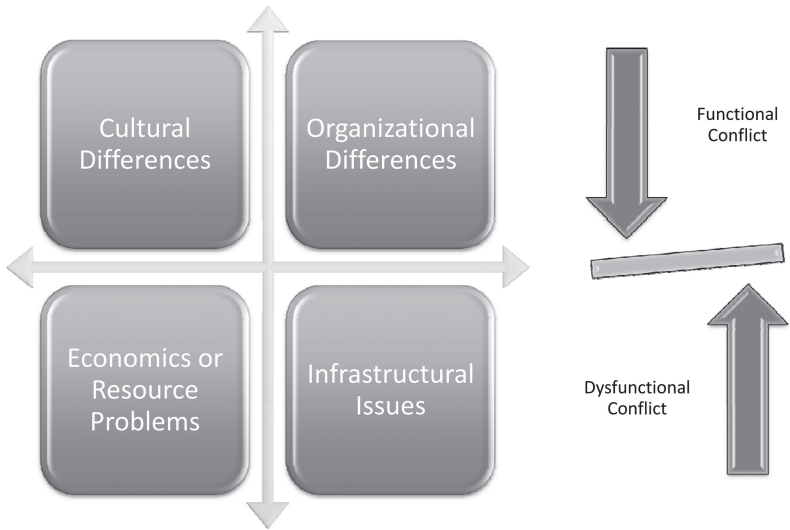 Cultural
Differences
Organizational
Differences
Economics or
Resource
Problems
Infrastructural
Issues
Functional
Conflict
Dysfunctional
Conflict